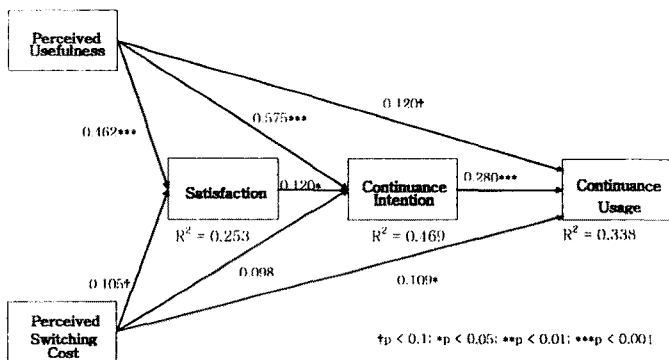 Perceived
Usefulness
0.120†
0.575***
0.462***
Satisfaction
0.120*
Continuance
Intention
0.280***
Continuance
Usage
R² = 0.253
R² = 0.469
R² = 0.338
0.105†
0.098
0.109*
Perceived
Switching
Cost
†p < 0.1; *p < 0.05; **p < 0.01; ***p < 0.001